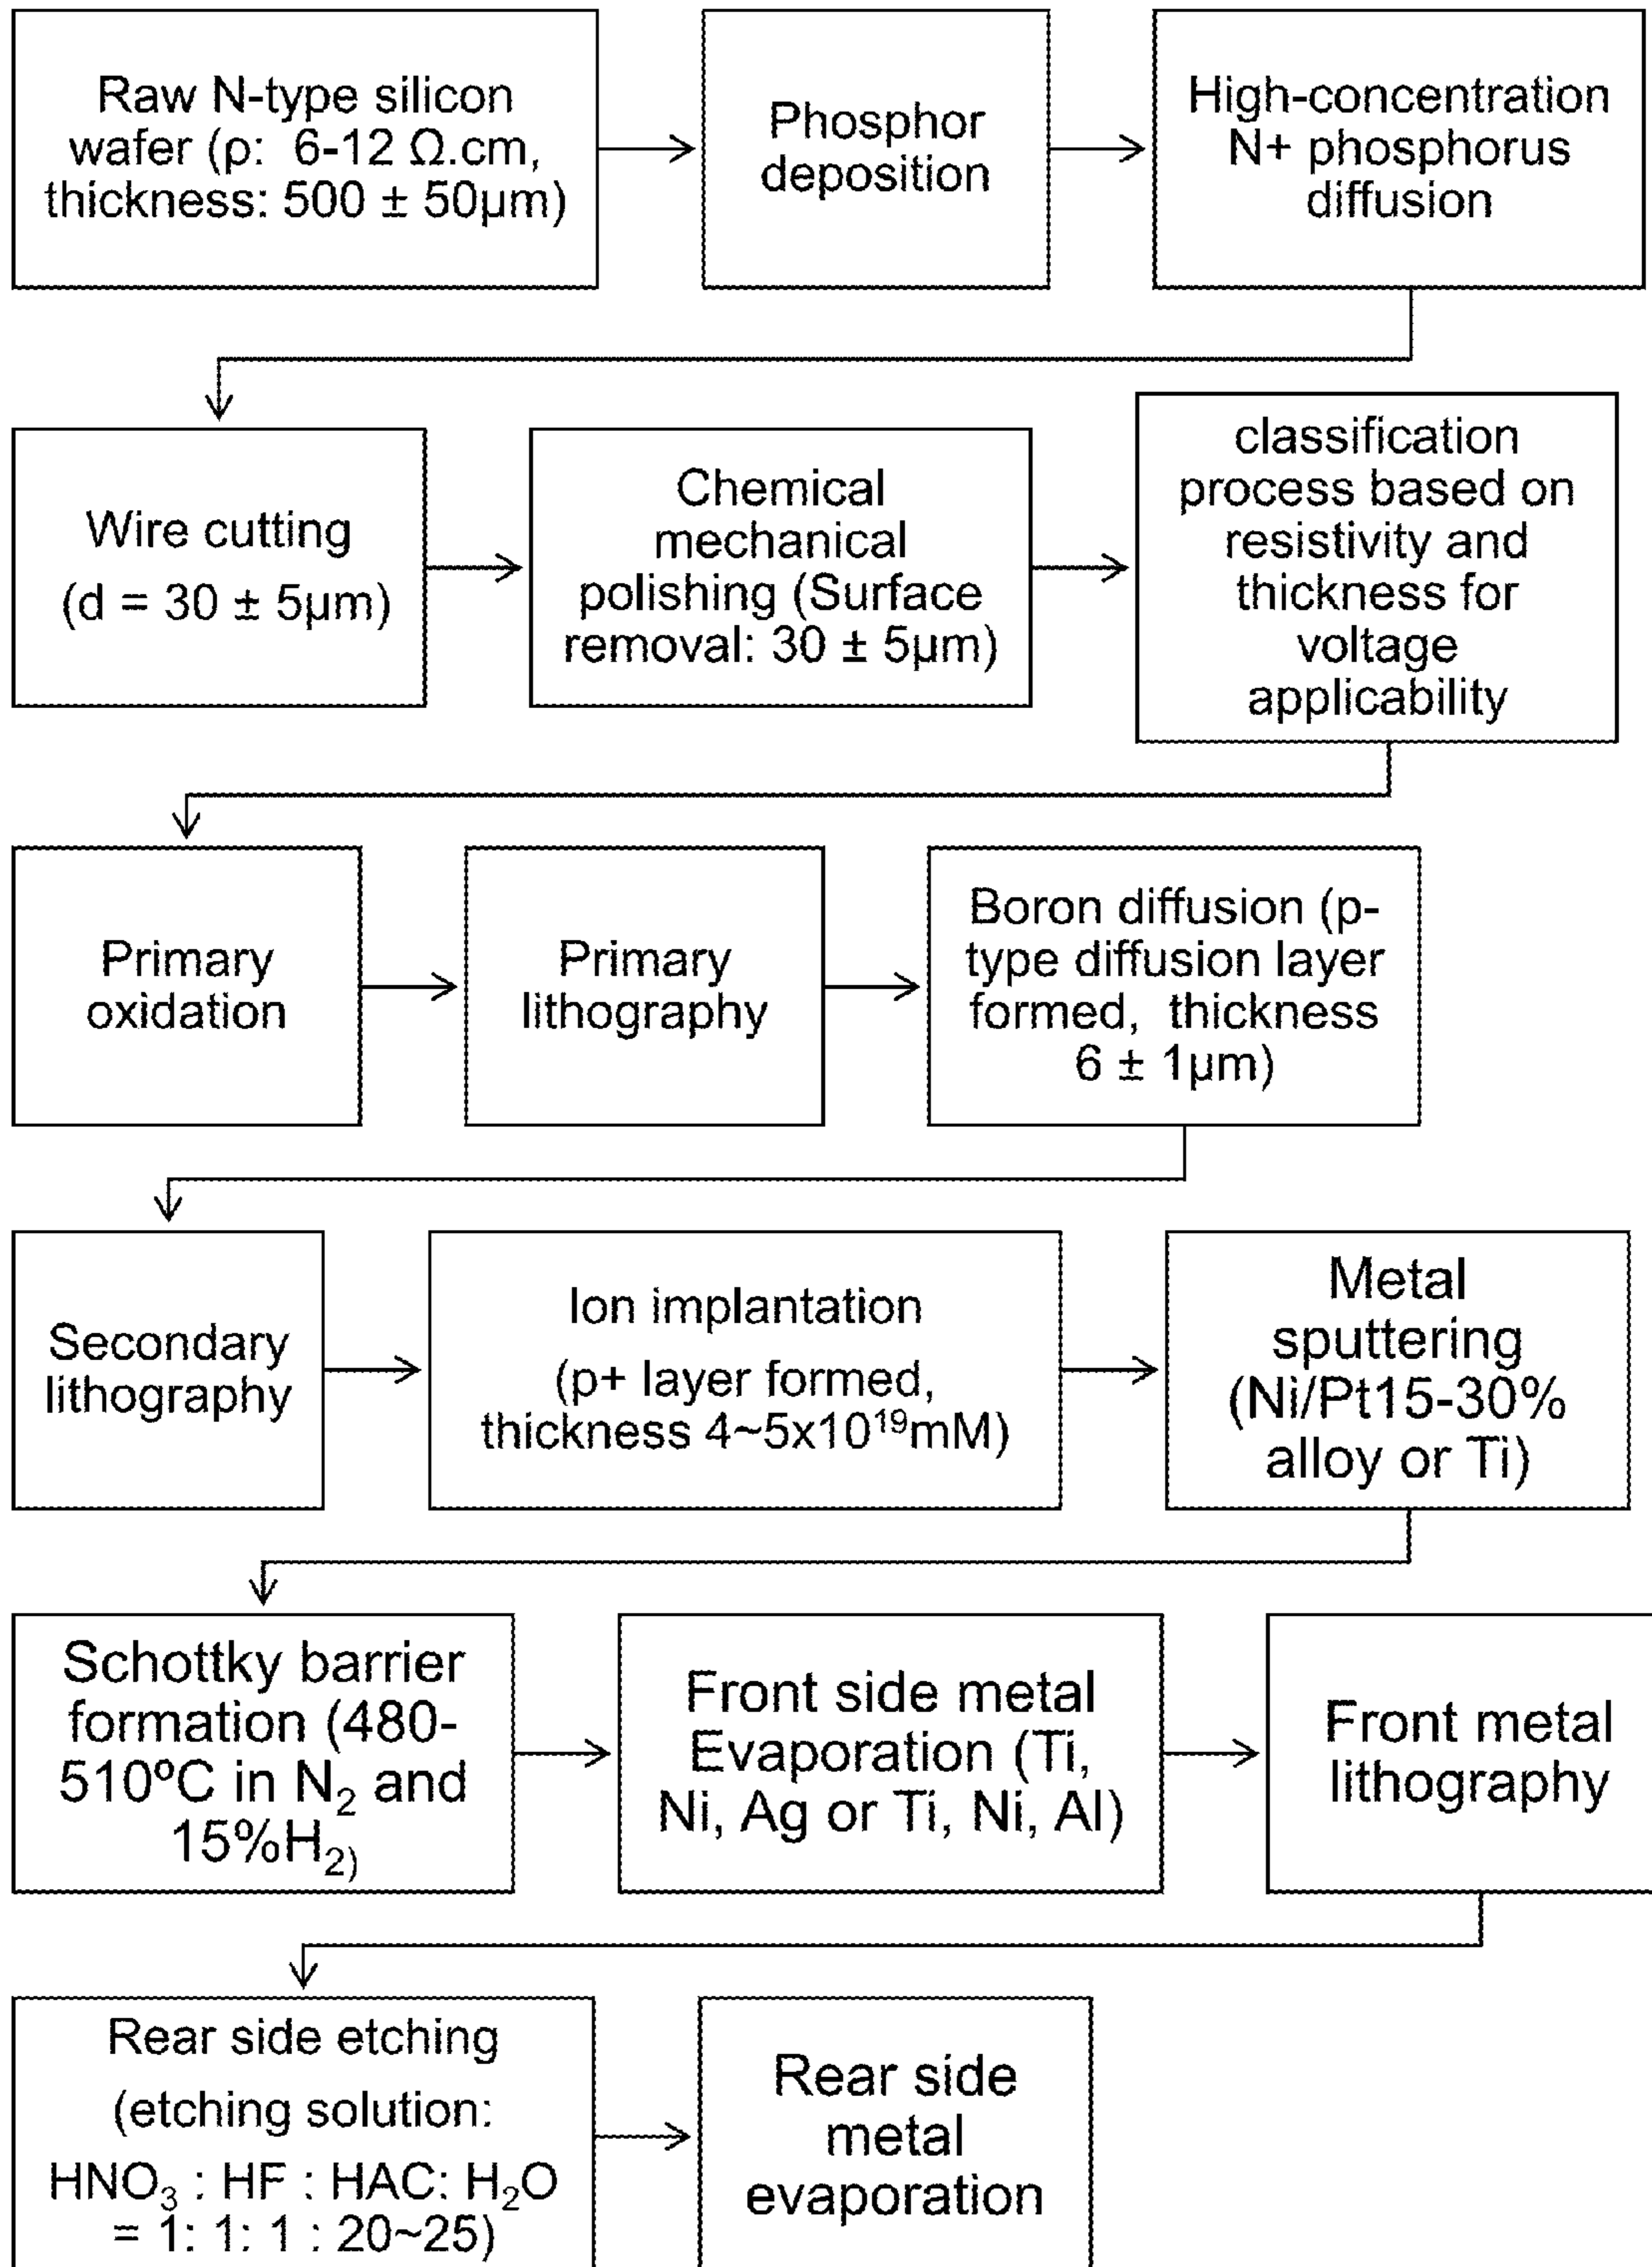 Raw N-type silicon
wafer (ρ:  6-12 Ω.cm,
thickness: 500 ± 50μm)
Phosphor
deposition
High-concentration
N+ phosphorus
diffusion
Wire cutting
(d = 30 ± 5μm)
Chemical
mechanical
polishing (Surface
removal: 30 ± 5μm)
classification
process based on
resistivity and
thickness for
voltage
applicability
Primary
oxidation
Primary
lithography
Boron diffusion (p-
type diffusion layer
formed,  thickness
6 ± 1μm)
Secondary
lithography
Ion implantation
(p+ layer formed,
thickness 4~5x10¹⁹mM)
Metal
sputtering
(Ni/Pt15-30%
alloy or Ti)
Schottky barrier
formation (480-
510ºC in N₂ and
15%H₂₎
Front side metal
Evaporation (Ti,
Ni, Ag or Ti, Ni, Al)
Front metal
lithography
Rear side etching
(etching solution:
HNO₃ : HF : HAC: H₂O
= 1: 1: 1 : 20~25)
Rear side
metal
evaporation